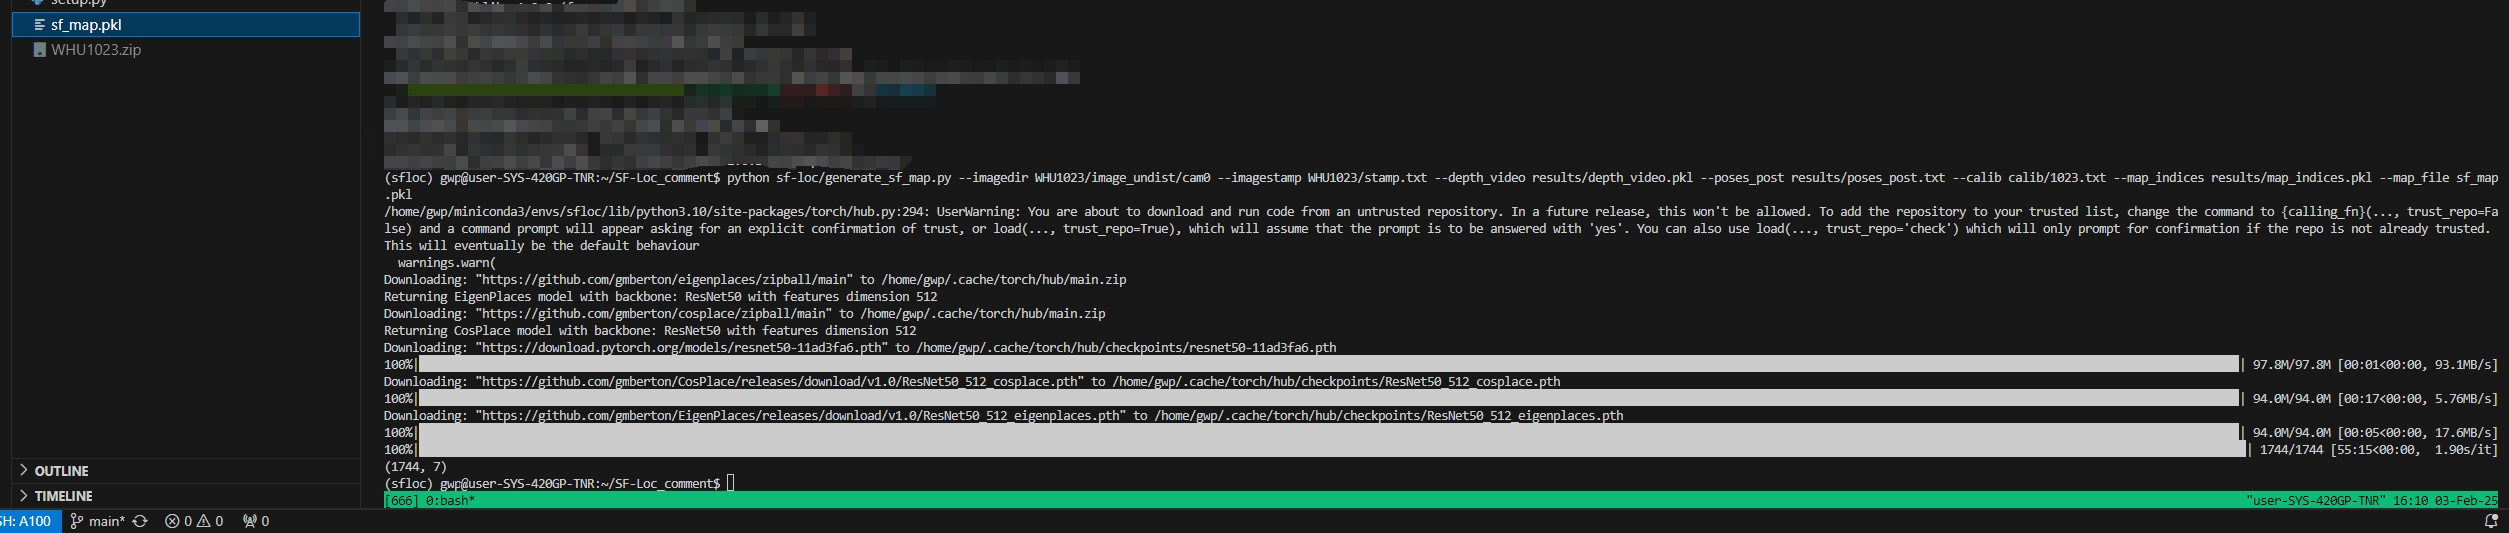 setup.py
sf_map.pkl
WHU1023.zip
(sfloc) gwp@user-SYS-420GP-TNR:~/SF-Loc_comment$ python sf-loc/generate_sf_map.py --imagedir WHU1023/image_undist/cam0 --imagestamp WHU1023/stamp.txt --depth_video results/depth_video.pkl --poses_post results/poses_post.txt --calib calib/1023.txt --map_indices results/map_indices.pkl --map_file sf_map
.pkl
/home/gwp/miniconda3/envs/sfloc/lib/python3.10/site-packages/torch/hub.py:294: UserWarning: You are about to download and run code from an untrusted repository. In a future release, this won't be allowed. To add the repository to your trusted list, change the command to {calling_fn}(..., trust_repo=Fa
lse) and a command prompt will appear asking for an explicit confirmation of trust, or load(..., trust_repo=True), which will assume that the prompt is to be answered with 'yes'. You can also use load(..., trust_repo='check') which will only prompt for confirmation if the repo is not already trusted.
This will eventually be the default behaviour
warnings.warn(
Downloading: "https://github.com/gmberton/eigenplaces/zipball/main" to /home/gwp/.cache/torch/hub/main.zip
Returning EigenPlaces model with backbone: ResNet50 with features dimension 512
Downloading: "https://github.com/gmberton/cosplace/zipball/main" to /home/gwp/.cache/torch/hub/main.zip
Returning CosPlace model with backbone: ResNet50 with features dimension 512
Downloading: "https://download.pytorch.org/models/resnet50-11ad3fa6.pth" to /home/gwp/.cache/torch/hub/checkpoints/resnet50-11ad3fa6.pth
100%| | 97.8M/97.8M [00:01<00:00, 93.1MB/s]
Downloading: "https://github.com/gmberton/CosPlace/releases/download/v1.0/ResNet50_512_cosplace.pth" to /home/gwp/.cache/torch/hub/checkpoints/ResNet50_512_cosplace.pth
100%| | 94.0M/94.0M [00:17<00:00, 5.76MB/s]
Downloading: "https://github.com/gmberton/EigenPlaces/releases/download/v1.0/ResNet50_512_eigenplaces.pth" to /home/gwp/.cache/torch/hub/checkpoints/ResNet50_512_eigenplaces.pth
100%| | 94.0M/94.0M [00:05<00:00, 17.6MB/s]
100%| | 1744/1744 [55:15<00:00, 1.90s/it]
(1744, 7)
(sfloc) gwp@user-SYS-420GP-TNR:~/SF-Loc_comment$
OUTLINE
TIMELINE
[666] 0:bash* "user-SYS-420GP-TNR" 16:10 03-Feb-25
SH: A100 main* 0 0 0